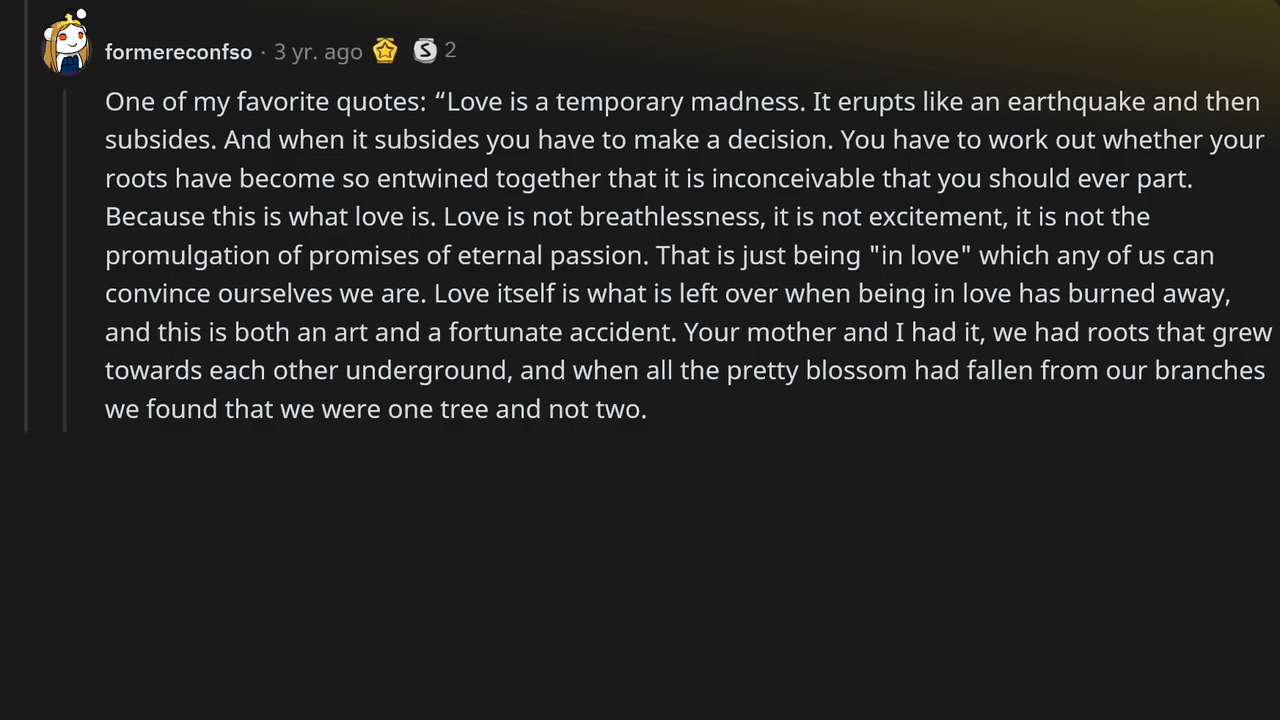 formereconfso · 3 yr. ago S 2
One of my favorite quotes: “Love is a temporary madness. It erupts like an earthquake and then
subsides. And when it subsides you have to make a decision. You have to work out whether your
roots have become so entwined together that it is inconceivable that you should ever part.
Because this is what love is. Love is not breathlessness, it is not excitement, it is not the
promulgation of promises of eternal passion. That is just being "in love" which any of us can
convince ourselves we are. Love itself is what is left over when being in love has burned away,
and this is both an art and a fortunate accident. Your mother and I had it, we had roots that grew
towards each other underground, and when all the pretty blossom had fallen from our branches
we found that we were one tree and not two.